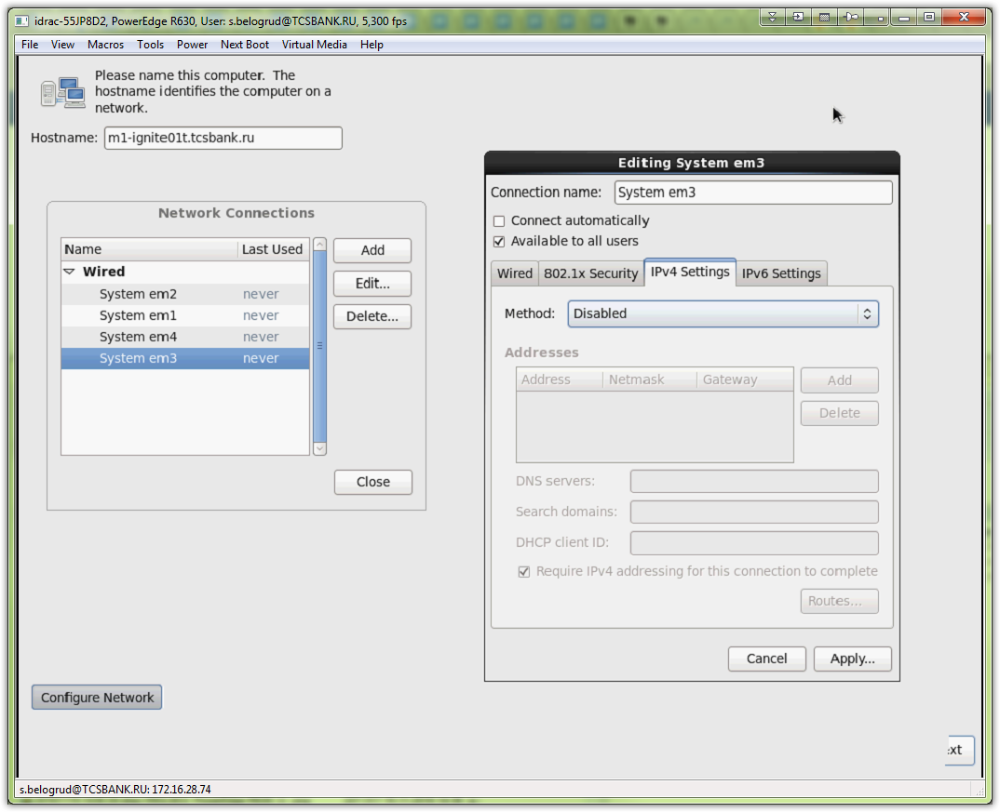 idrac-55JP8D2, PowerEdge R630, User: s.belogrud@TCSBANK.RU, 5,300 fps
File View Macros Tools Power Next Boot Virtual Media Help
Please name this computer. The
hostname identifies the computer on a
network.
Hostname: m1-ignite01t.tcsbank.ru
Network Connections
Name Last Used
Wired
System em2 never
System em1 never
System em4 never
System em3 never
Add
Edit...
Delete...
Close
Editing System em3
Connection name: System em3
Connect automatically
Available to all users
Wired 802.1x Security IPv4 Settings IPv6 Settings
Method: Disabled
Addresses
Address Netmask Gateway
Add
Delete
DNS servers:
Search domains:
DHCP client ID:
Require IPv4 addressing for this connection to complete
Routes...
Cancel Apply...
Configure Network
ext
s.belogrud@TCSBANK.RU: 172.16.28.74